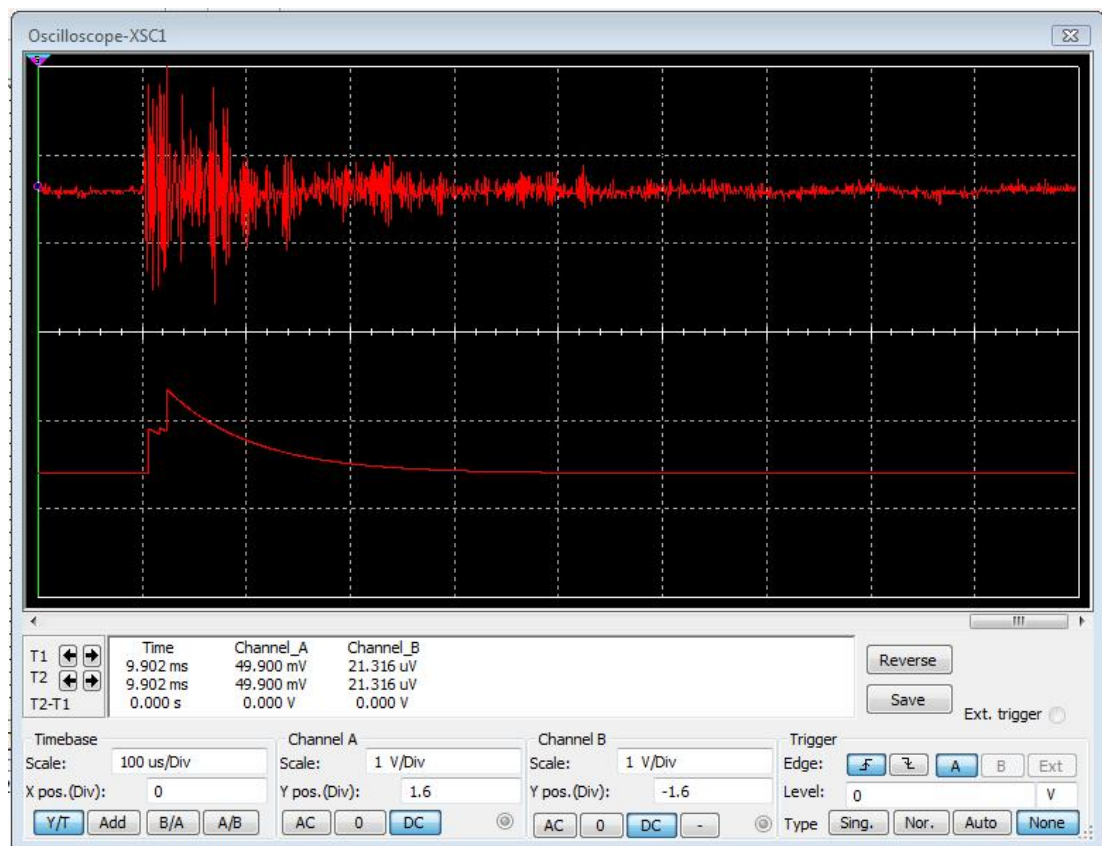 Oscilloscope-XSC1
T1
T2
T2-T1
Time Channel_A Channel_B
9.902 ms 49.900 mV 21.316 uV
9.902 ms 49.900 mV 21.316 uV
0.000 s 0.000 V 0.000 V
Reverse
Save
Ext. trigger
Timebase
Scale: 100 us/Div
X pos.(Div): 0
Y/T Add B/A A/B
Channel A
Scale: 1 V/Div
Y pos.(Div): 1.6
AC 0 DC
Channel B
Scale: 1 V/Div
Y pos.(Div): -1.6
AC 0 DC -
Trigger
Edge: A B Ext
Level: 0 V
Type Sing. Nor. Auto None